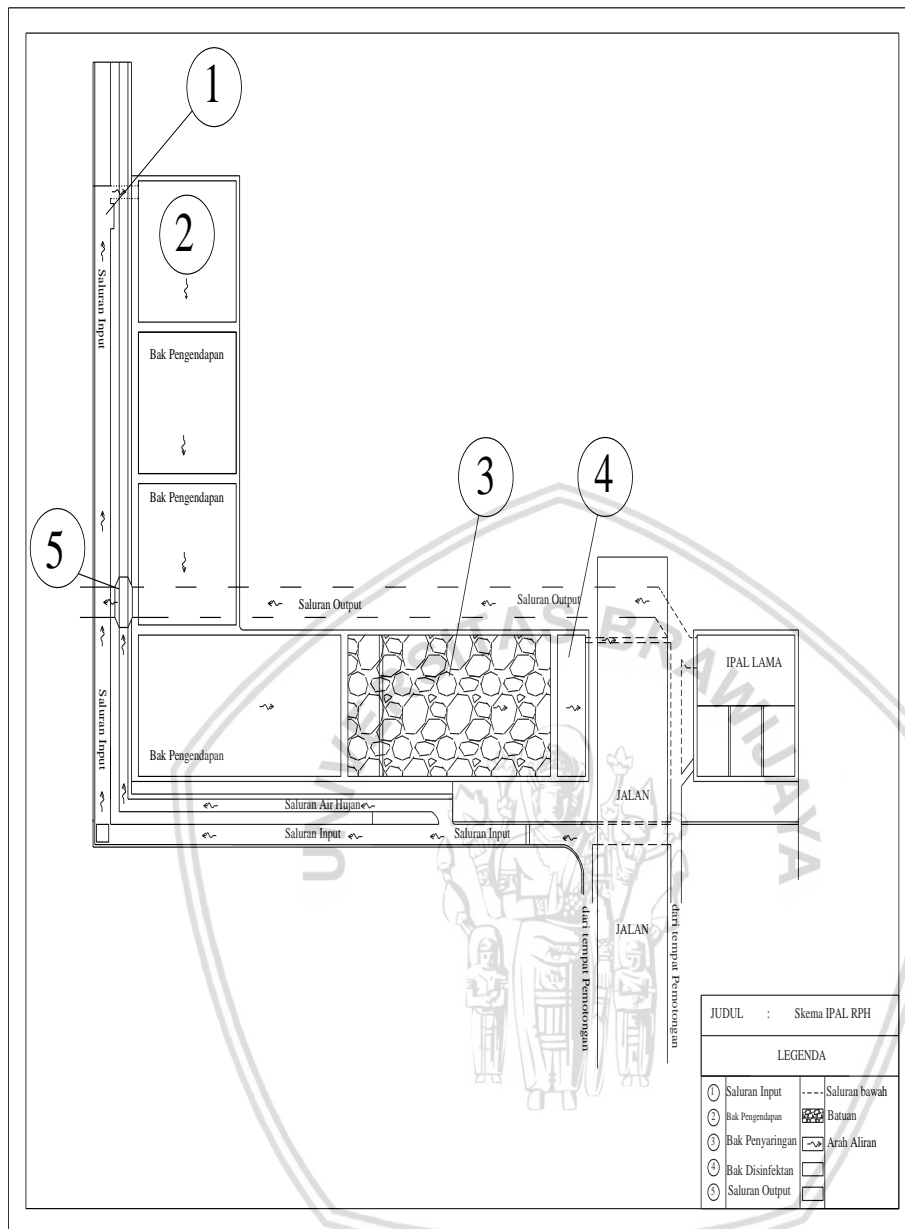 1
2
Saluran Input
Bak Pengendapan
Bak Pengendapan
3
4
5
Saluran Output
Saluran Output
UNIVERSITAS BRAWIJAYA
IPAL LAMA
Saluran Input
Bak Pengendapan
JALAN
Saluran Air Hujan
Saluran Input
Saluran Input
dari tempat Pemotongan
JALAN
dari tempat Pemotongan
JUDUL : Skema IPAL RPH
LEGENDA
1 Saluran Input Saluran bawah
2 Bak Pengendapan Batuan
3 Bak Penyaringan Arah Aliran
4 Bak Disinfektan
5 Saluran Output